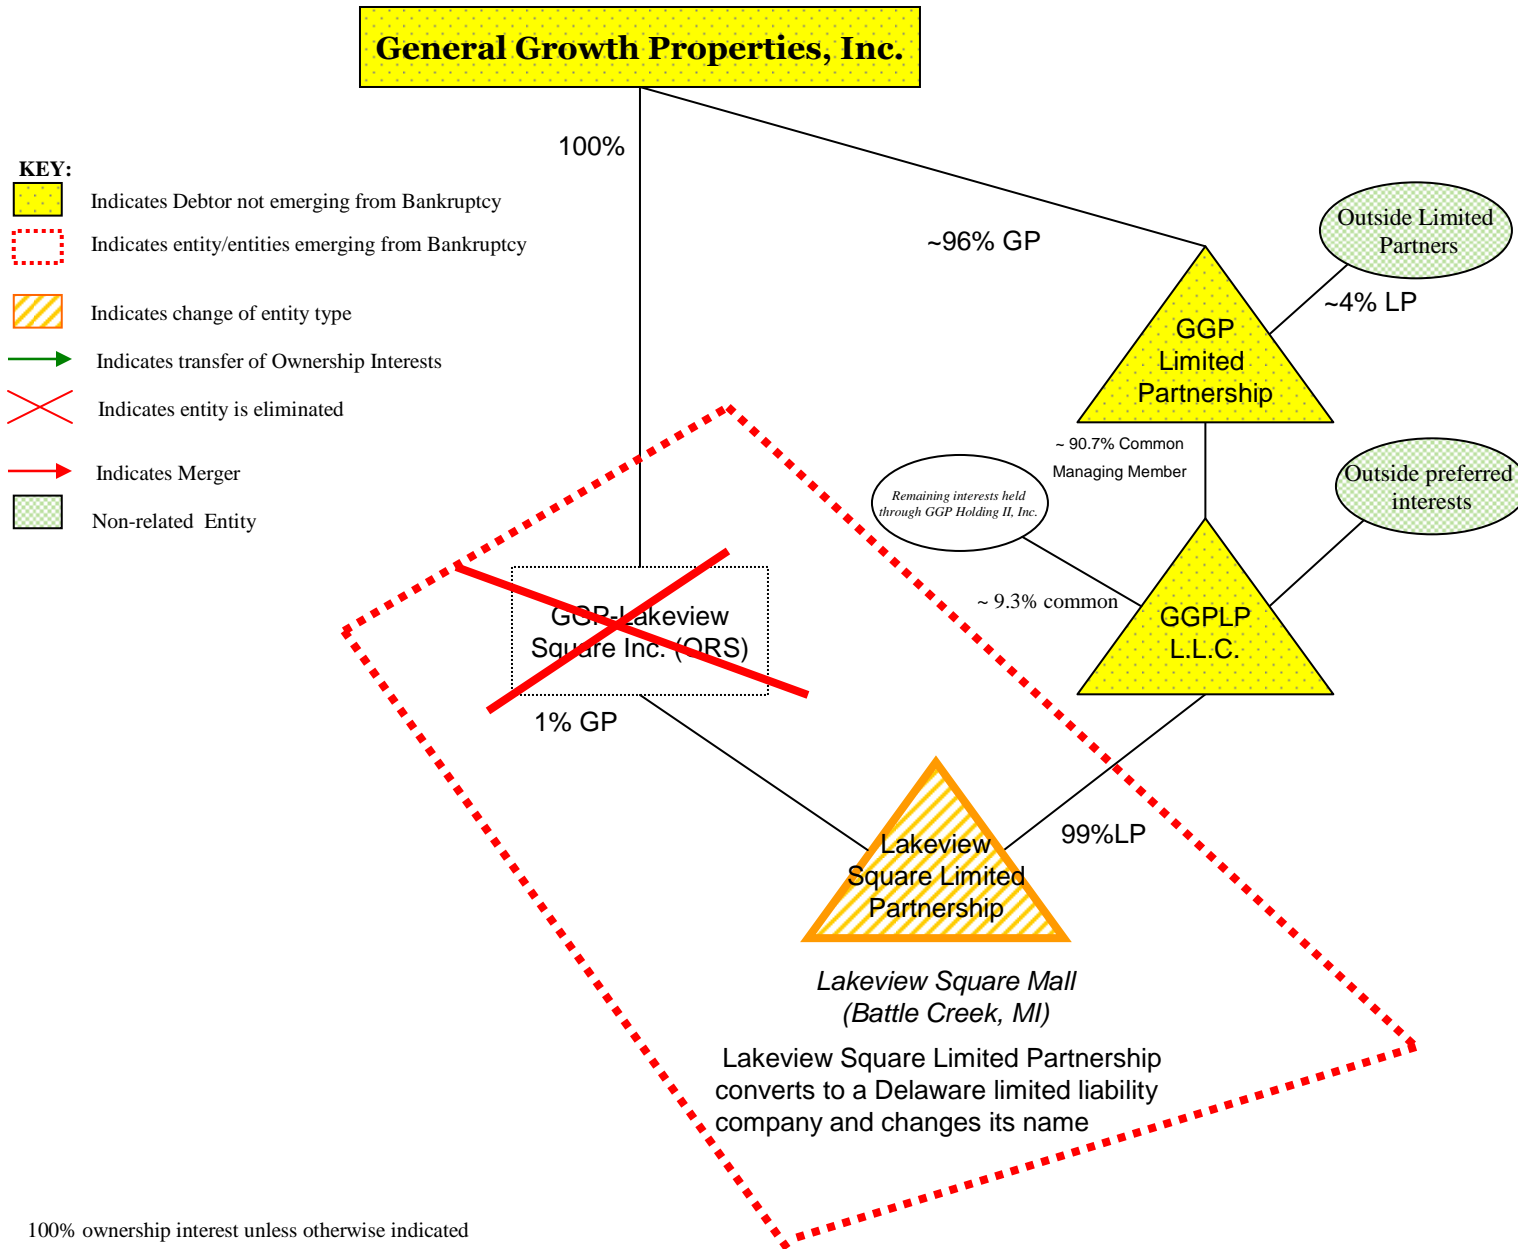 General Growth Properties, Inc.
100%
KEY:
Indicates Debtor not emerging from Bankruptcy
Indicates entity/entities emerging from Bankruptcy
Indicates change of entity type
Indicates transfer of Ownership Interests
Indicates entity is eliminated
Indicates Merger
Non-related Entity
~96% GP
Outside Limited
Partners
~4% LP
GGP
Limited
Partnership
~ 90.7% Common
Managing Member
Remaining interests held
through GGP Holding II, Inc.
Outside preferred
interests
~ 9.3% common
GGPLP
L.L.C.
GGP-Lakeview
Square Inc. (QRS)
1% GP
99%LP
Lakeview
Square Limited
Partnership
Lakeview Square Mall
(Battle Creek, MI)
Lakeview Square Limited Partnership
converts to a Delaware limited liability
company and changes its name
100% ownership interest unless otherwise indicated